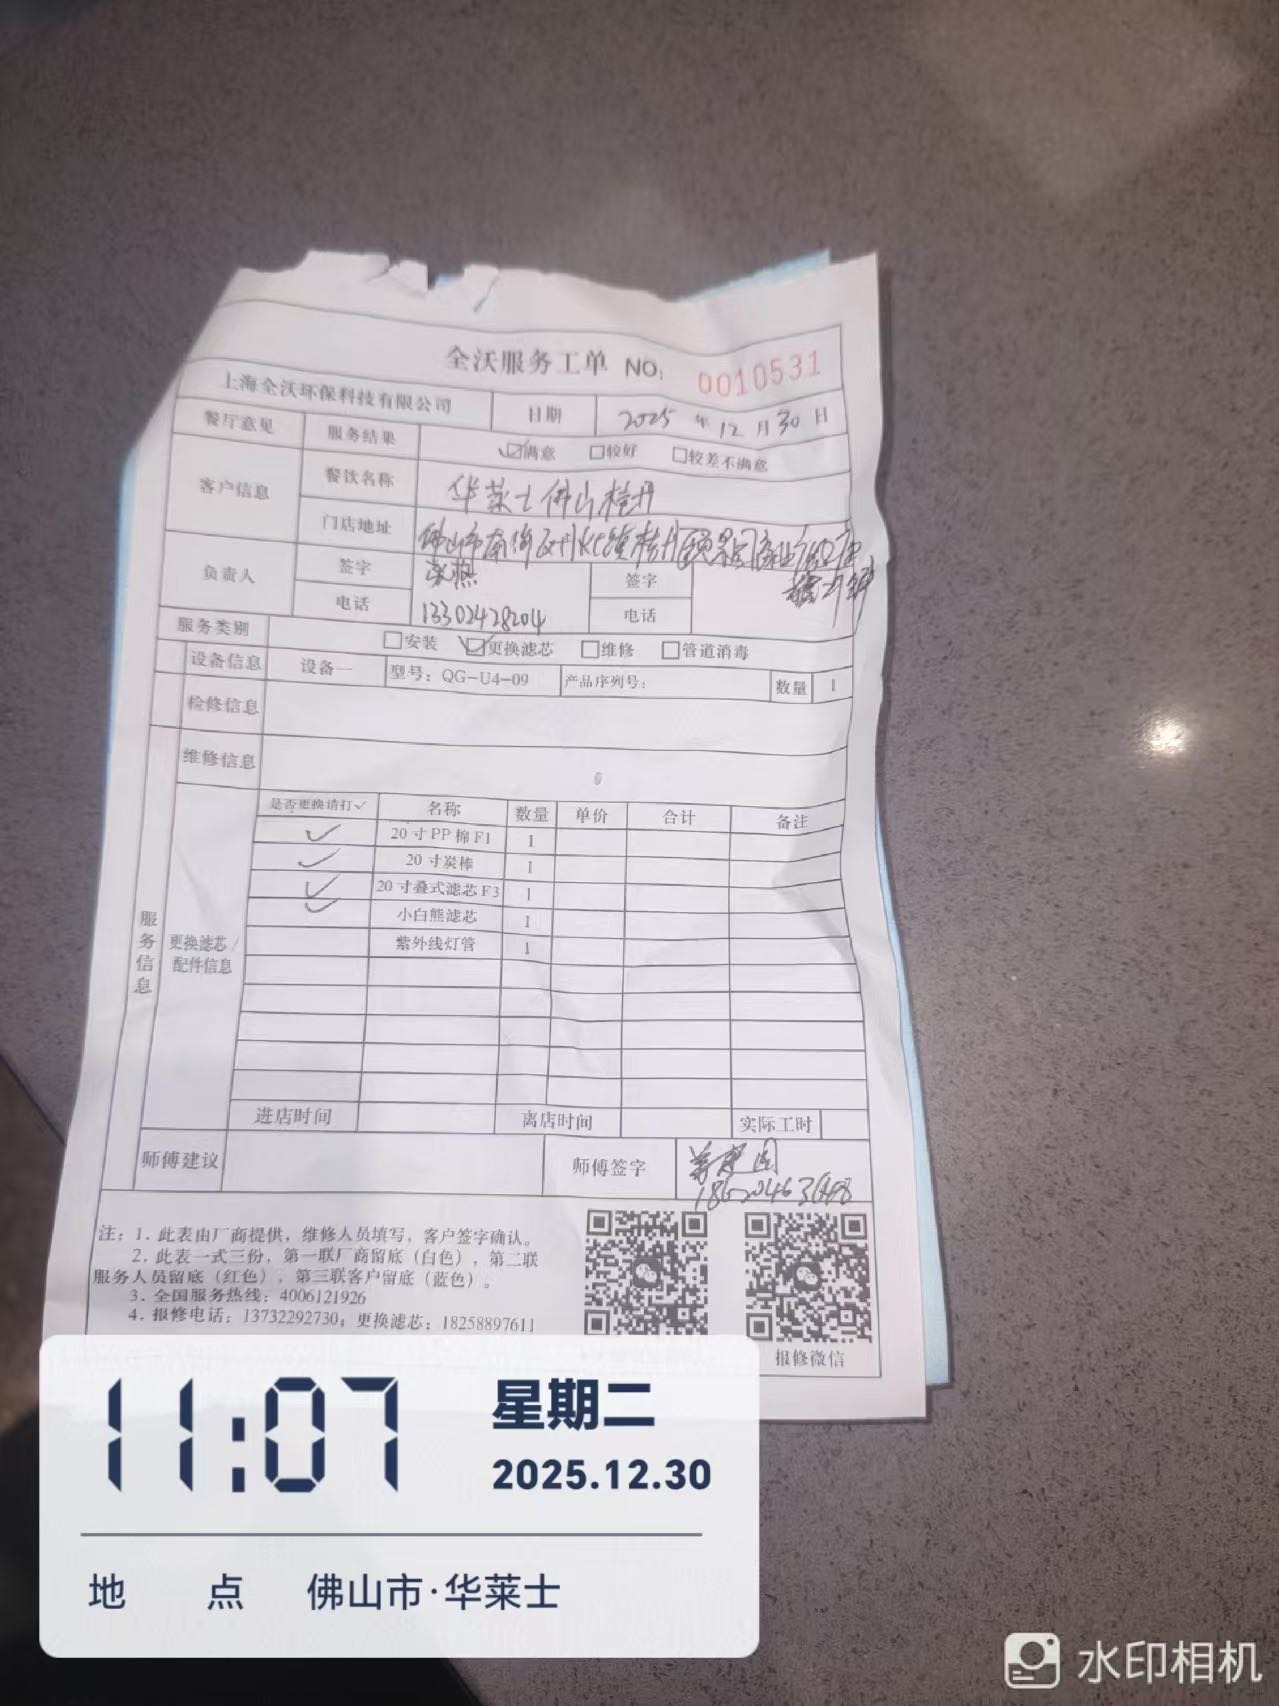 全沃服务工单 NO: 0010531
上海全沃环保科技有限公司 日期 2025年12月30日
餐厅意见 服务结果 ☑满意 □较好 □较差不满意
客户信息 餐饮名称 华莱士佛山桂丹
门店地址 佛山市南
负责人 签字 签字
电话 13302428204 电话
服务类别 □安装 ☑更换滤芯 □维修 □管道消毒
设备信息 设备一 型号: QG-U4-09 产品序列号: 数量 1
检修信息
维修信息
服务信息
更换滤芯/配件信息
是否更换请打✓ 名称 数量 单价 合计 备注
✓ 20寸PP棉F1 1
✓ 20寸炭棒 1
✓ 20寸叠式滤芯F3 1
✓ 小白熊滤芯 1
紫外线灯管 1
进店时间 离店时间 实际工时
师傅建议 师傅签字
注: 1. 此表由厂商提供, 维修人员填写, 客户签字确认。
2. 此表一式三份, 第一联厂商留底(白色), 第二联
服务人员留底(红色), 第三联客户留底(蓝色)。
3. 全国服务热线: 4006121926
4. 报修电话: 13732292730; 更换滤芯: 18258897611
报修微信
11:07 星期二
2025.12.30
地 点 佛山市·华莱士
水印相机